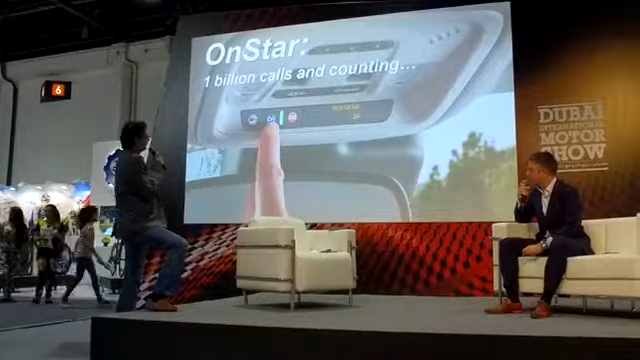 OnStar:
1 billion calls and counting...
6
DUBAI
INTERNATIONAL
MOTOR
SHOW